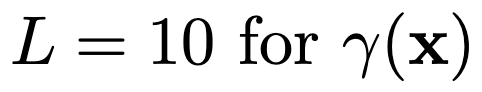 L = 10 for γ(x)